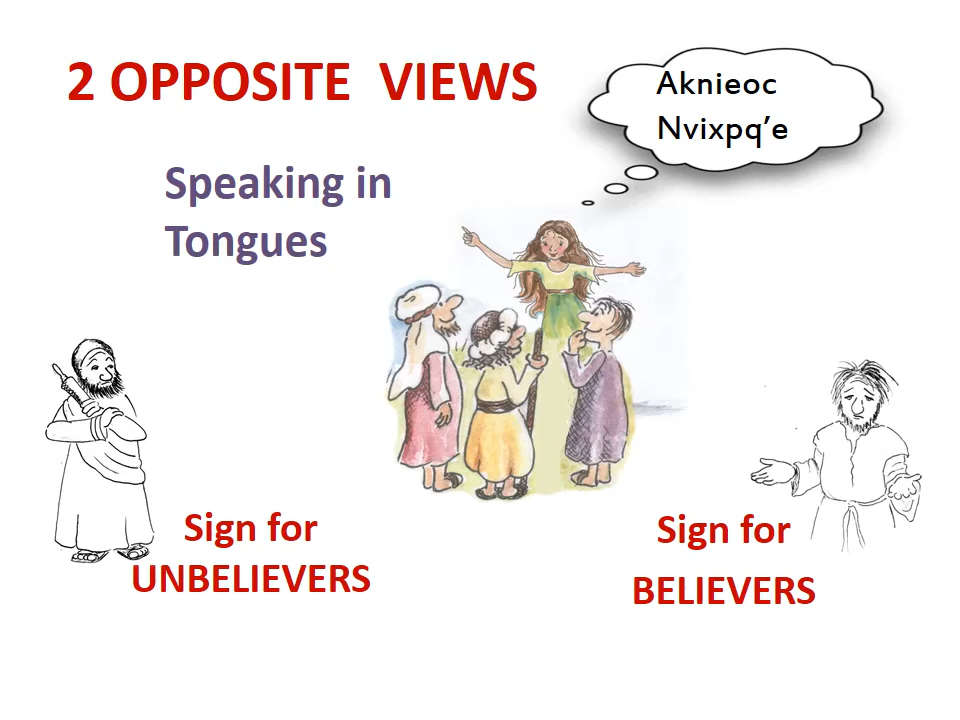 2 OPPOSITE VIEWS
Aknieoc
Nvixpq’e
Speaking in
Tongues
Sign for
UNBELIEVERS
Sign for
BELIEVERS